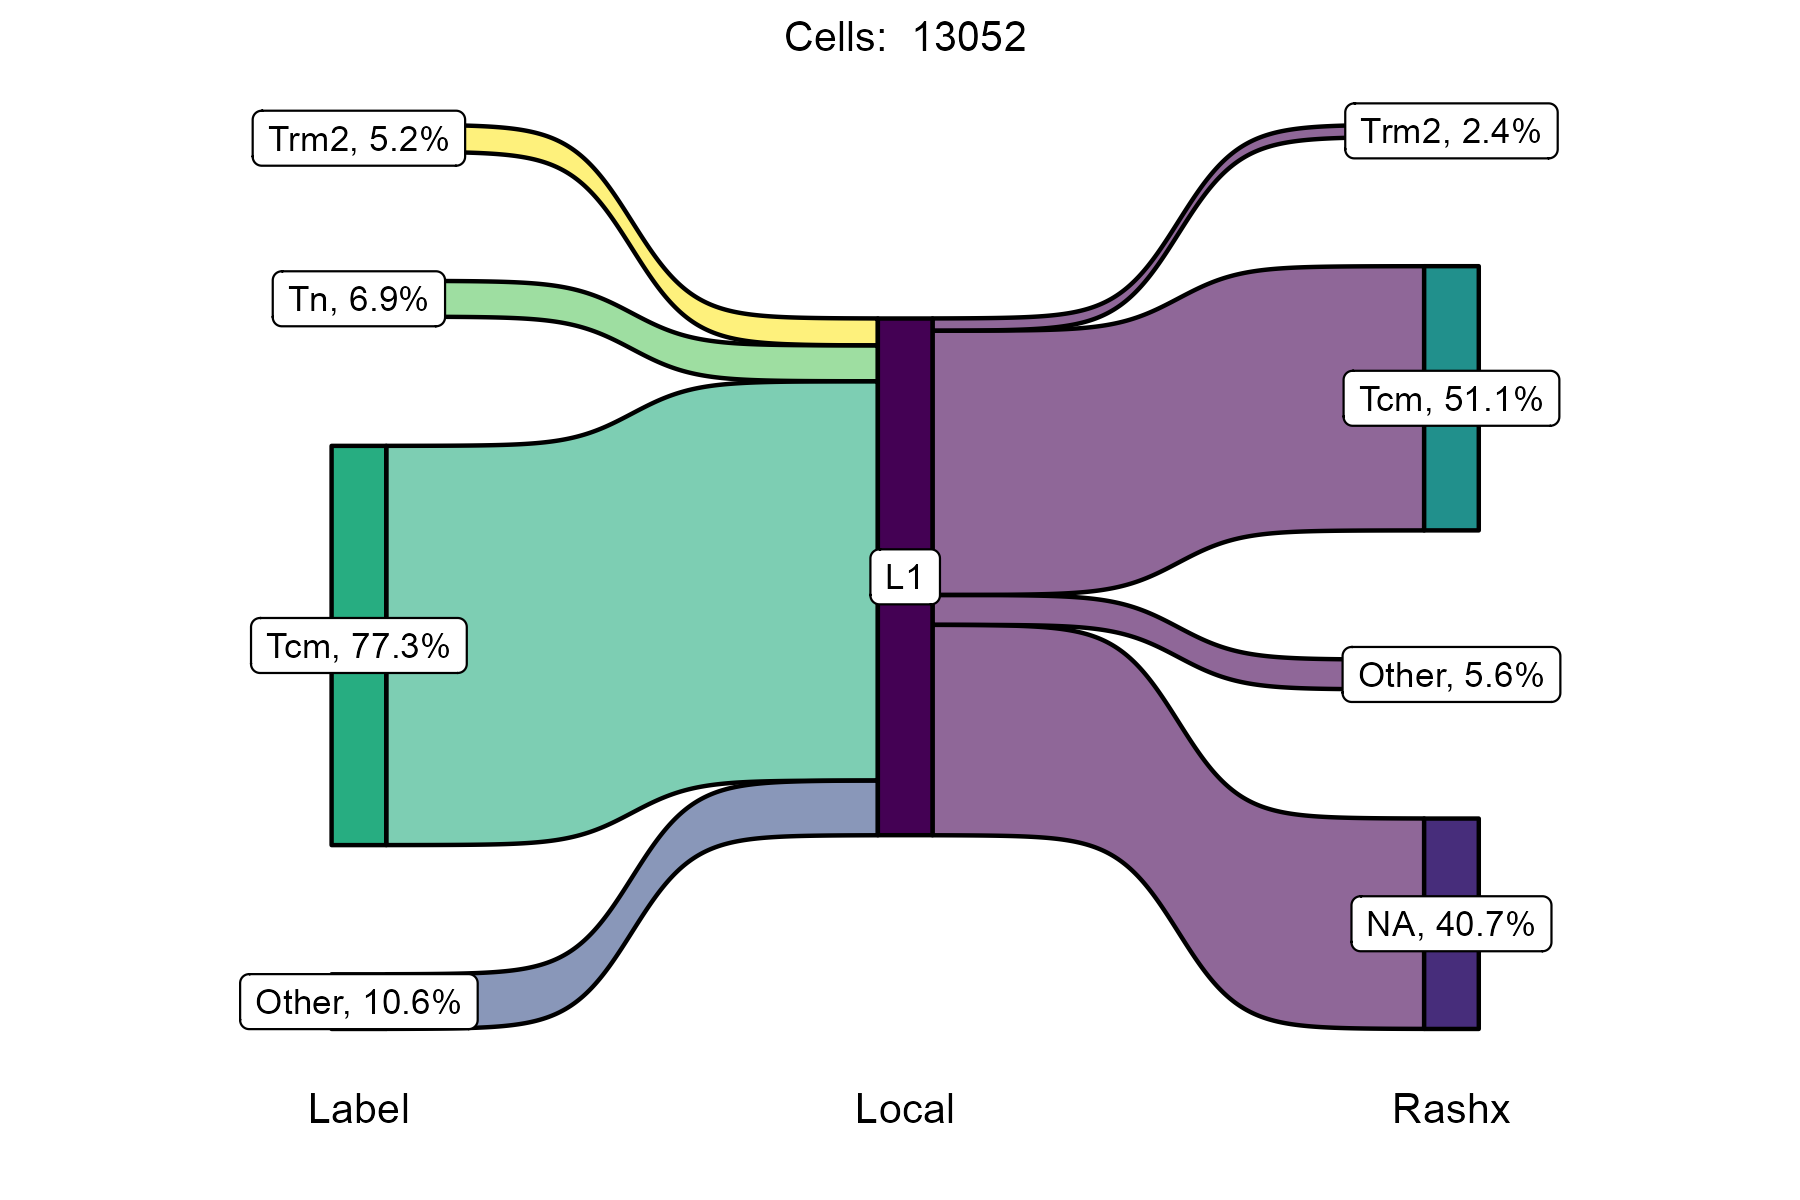 Cells:  13052
Trm2, 5.2%
Trm2, 2.4%
Tn, 6.9%
Tcm, 51.1%
L1
Tcm, 77.3%
Other, 5.6%
NA, 40.7%
Other, 10.6%
Label
Local
Rashx